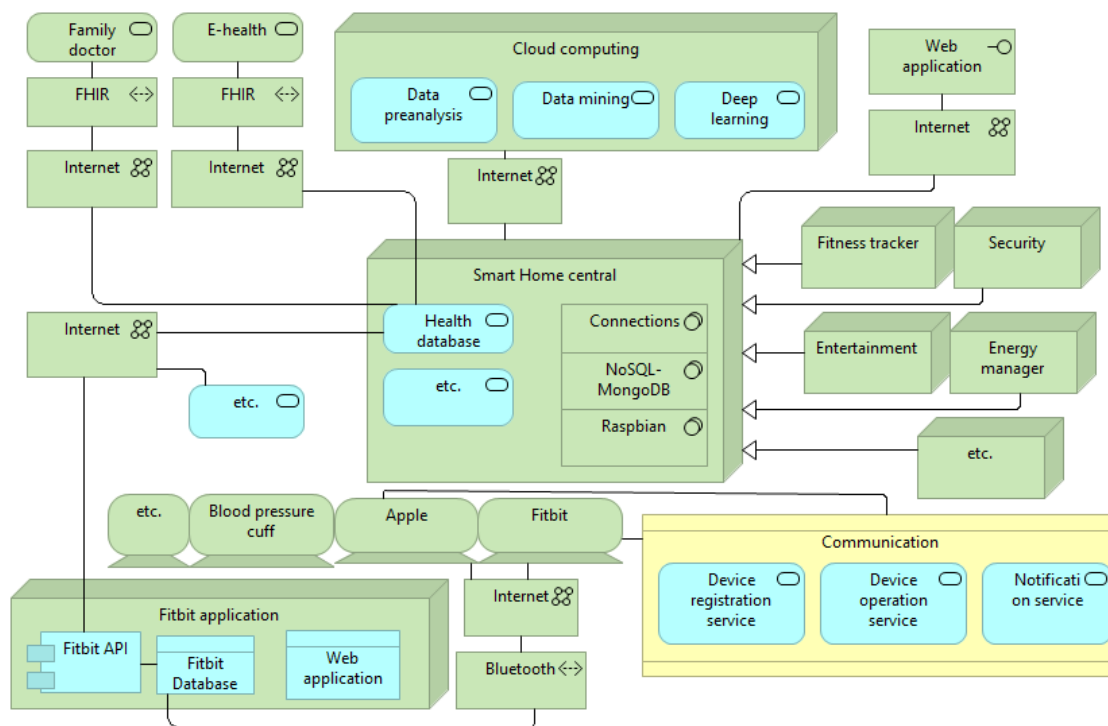 Family
doctor
E-health
Cloud computing
Web
application
FHIR
FHIR
Data
preanalysis
Data mining
Deep
learning
Internet
Internet
Internet
Internet
Fitness tracker
Security
Smart Home central
Internet
Health
database
Connections
Entertainment
Energy
manager
etc.
etc.
NoSQL-
MongoDB
Raspbian
etc.
etc.
Blood pressure
cuff
Apple
Fitbit
Communication
Device
registration
service
Device
operation
service
Notificati
on service
Internet
Fitbit application
Fitbit API
Fitbit
Database
Web
application
Bluetooth